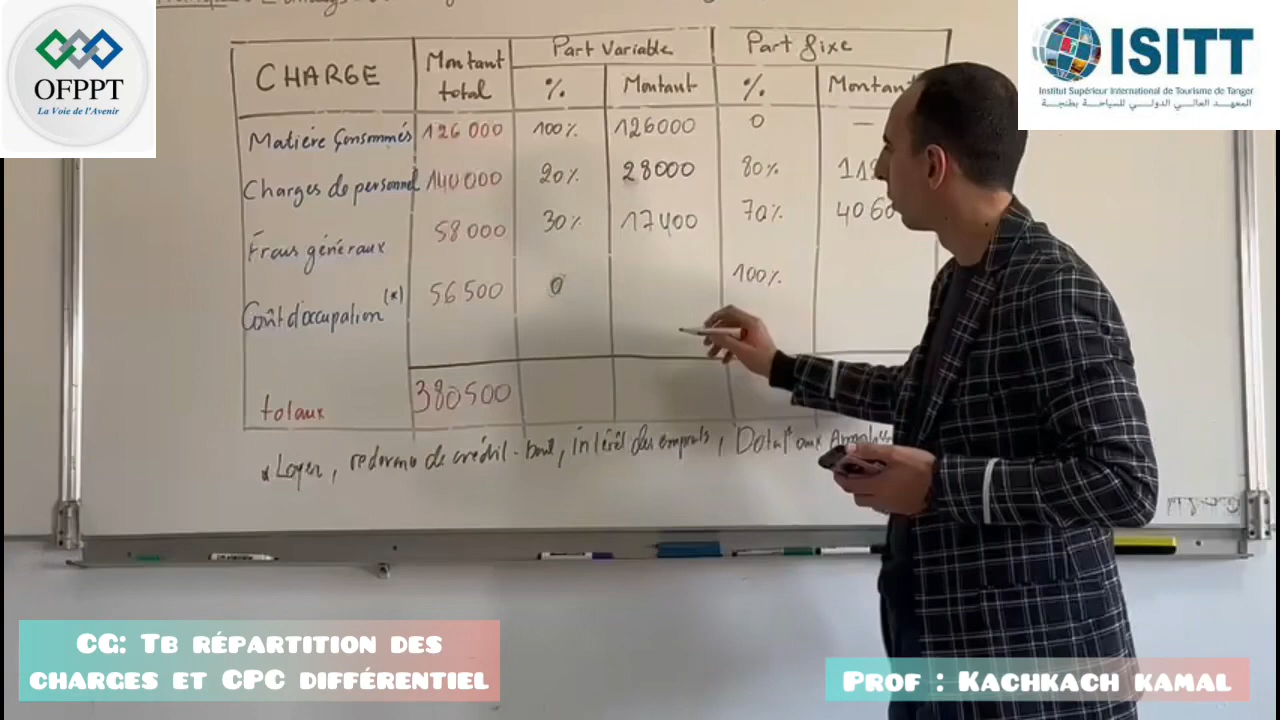 OFPPT
La Voie de l'Avenir
ISITT
Institut Supérieur International de Tourisme de Tanger
المعهد العالي الدولي للسياحة بطنجة
CHARGE
Montant total
Part Variable
Part fixe
%
Montant
%
Montant
Matière Consommés 126 000 100% 126000 0 —
Charges de personnel 140 000 20% 28000 80% 112
Frais généraux 58 000 30% 17400 70% 4060
Coût d'occupation (*) 56 500 0 100%
totaux 380500
* Loyer, redevance de crédit-bail, intérêt des emprunts, Dotat° aux
CG: Tb répartition des
charges et CPC différentiel
Prof : Kachkach kamal